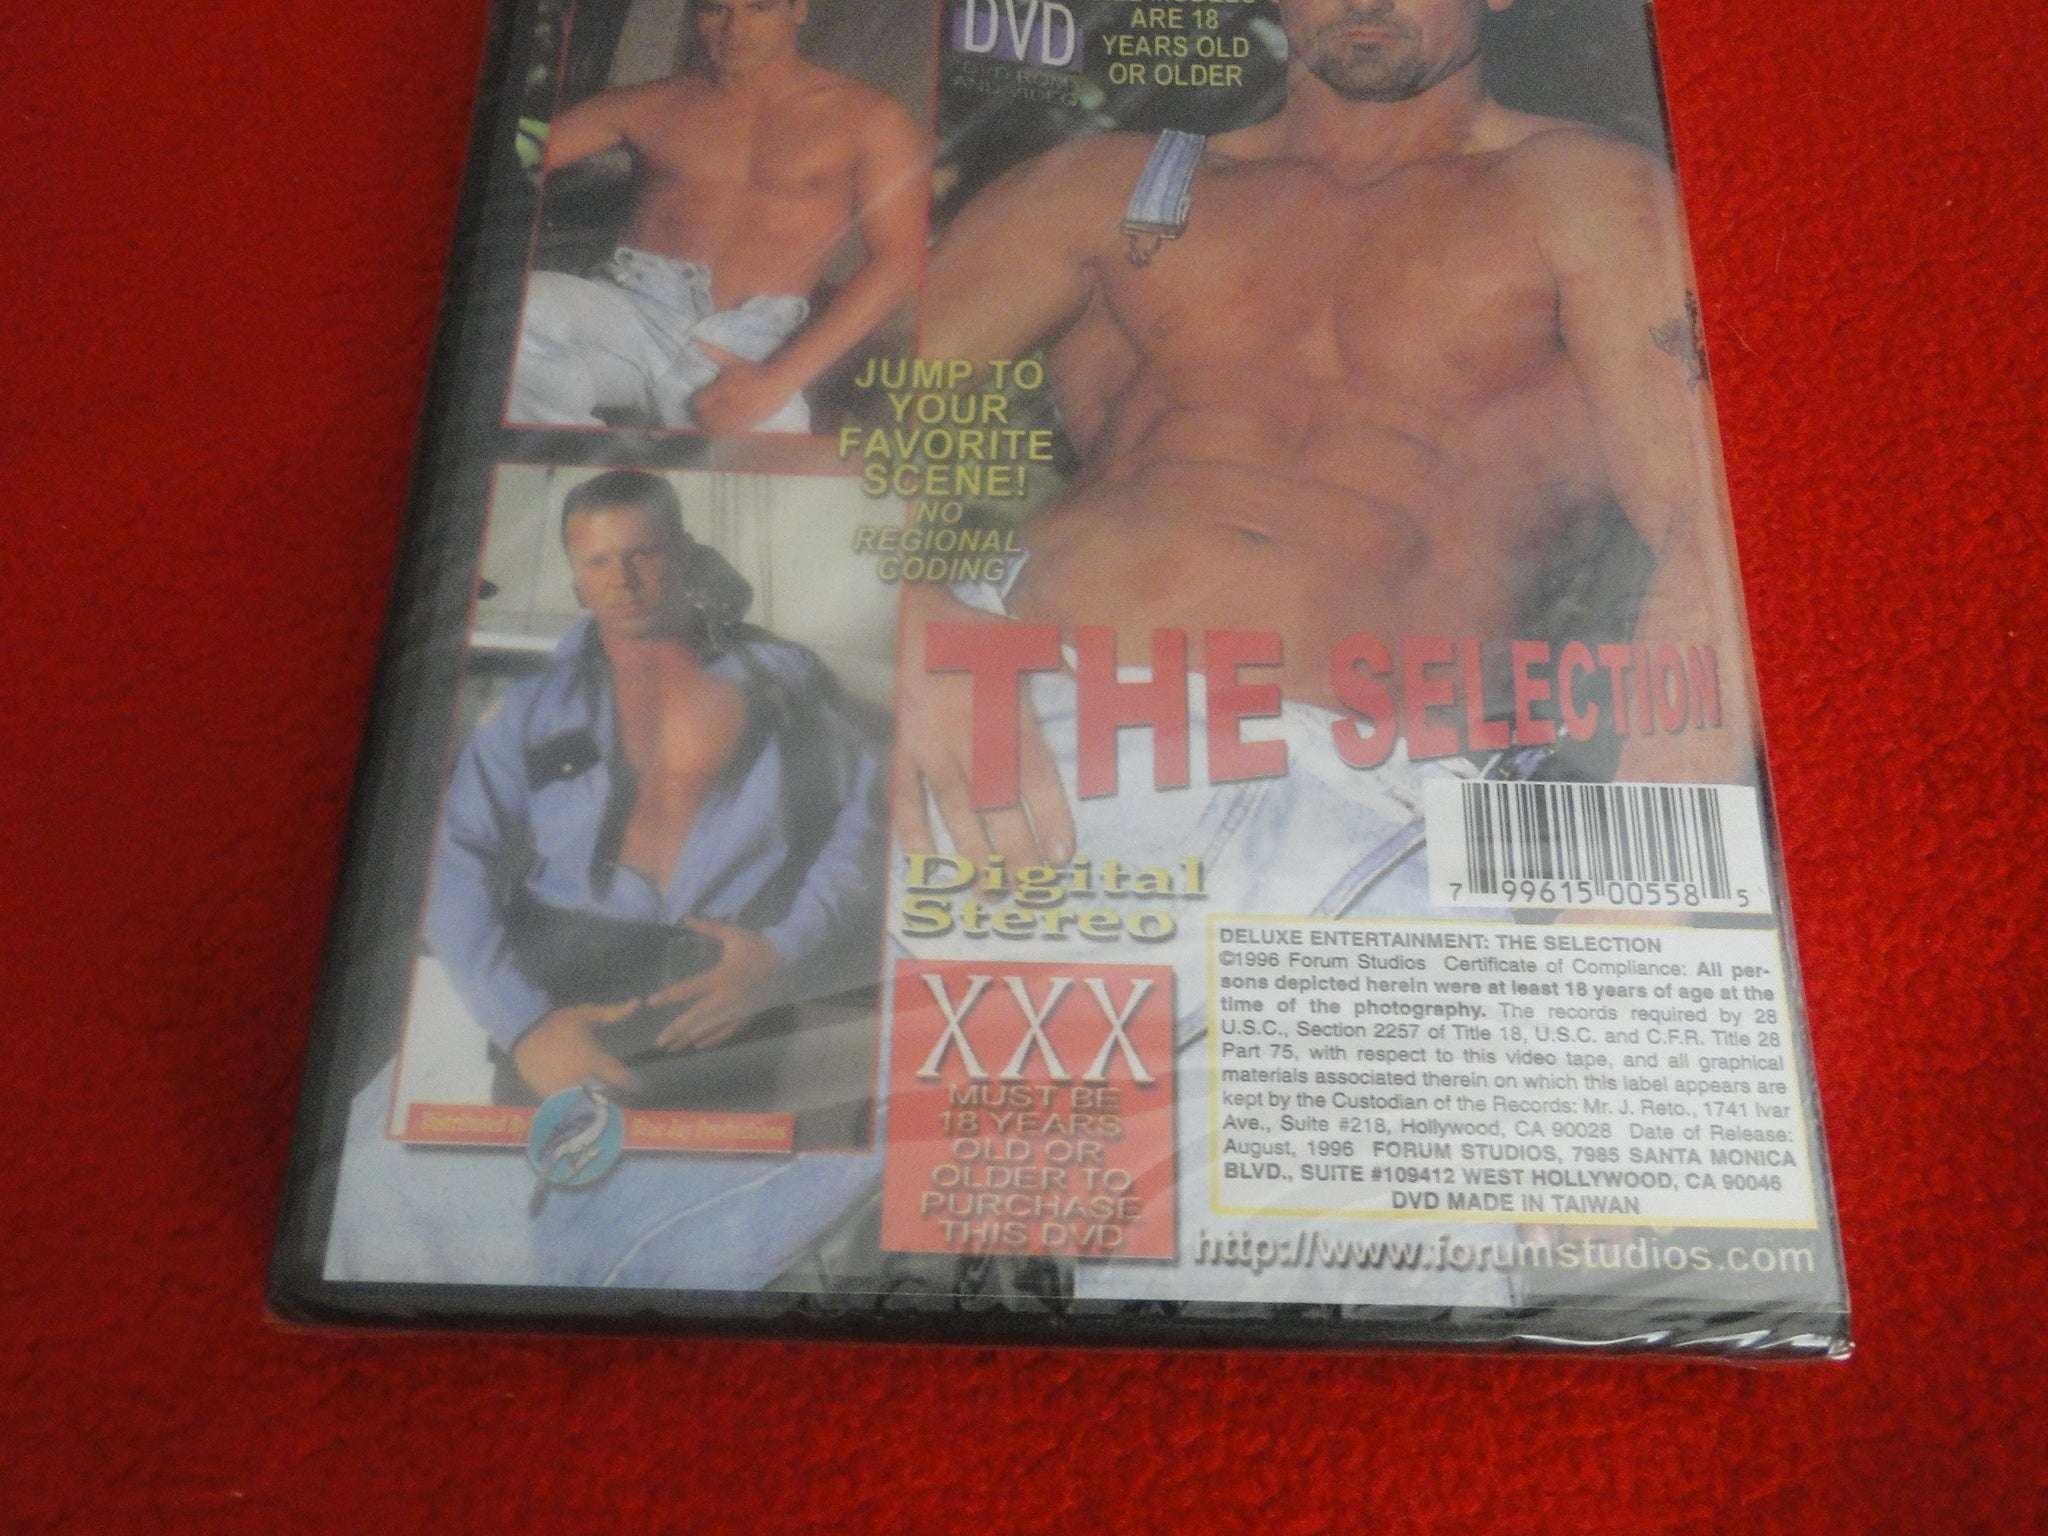 DVD
ARE 18
YEARS OLD
OR OLDER
AND VIDEO
JUMP TO
YOUR
FAVORITE
SCENE!
NO
REGIONAL
CODING
THE SELECTION
7 99615 00558 5
Digital
Stereo
DELUXE ENTERTAINMENT: THE SELECTION
©1996 Forum Studios Certificate of Compliance: All per-
sons depicted herein were at least 18 years of age at the
time of the photography. The records required by 28
U.S.C., Section 2257 of Title 18, U.S.C. and C.F.R. Title 28
Part 75, with respect to this video tape, and all graphical
materials associated therein on which this label appears are
kept by the Custodian of the Records: Mr. J. Reto., 1741 Ivar
Ave., Suite #218, Hollywood, CA 90028 Date of Release:
August, 1996 FORUM STUDIOS, 7985 SANTA MONICA
BLVD., SUITE #109412 WEST HOLLYWOOD, CA 90046
DVD MADE IN TAIWAN
XXX
MUST BE
18 YEARS
OLD OR
OLDER TO
PURCHASE
THIS DVD
Distributed By Blue Jay Productions
http://www.forumstudios.com